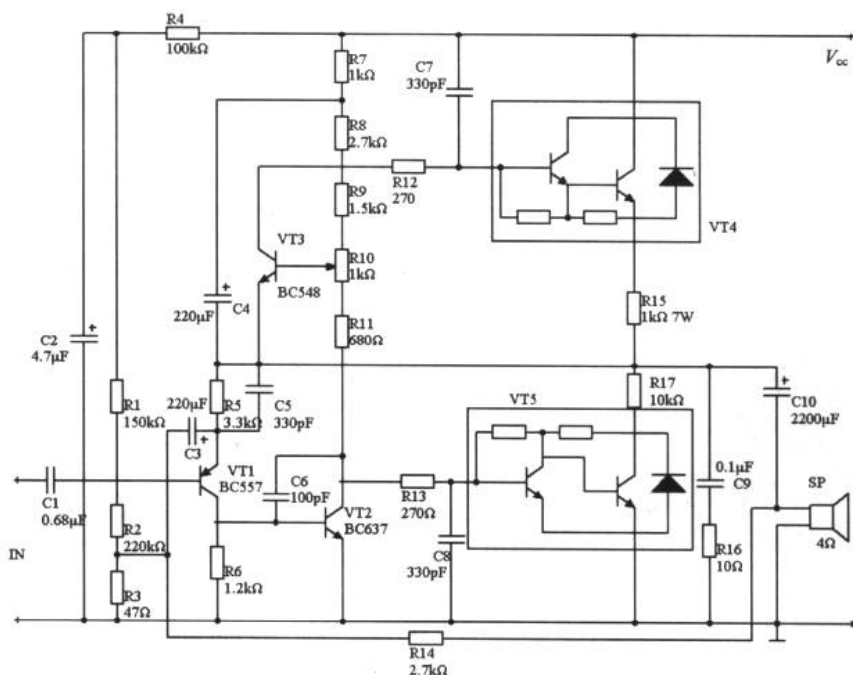 R4
100kΩ
Vcc
R7
1kΩ
C7
330pF
R8
2.7kΩ
R12
270
R9
1.5kΩ
VT4
VT3
R10
1kΩ
BC548
C4
220μF
R15
1kΩ 7W
R11
680Ω
C2
4.7μF
R17
10kΩ
C10
2200μF
R1
150kΩ
220μF
R5
3.3kΩ
C5
330pF
VT5
C3
VT1
BC557
C6
100pF
0.1μF
C9
SP
C1
0.68μF
VT2
BC637
R13
270Ω
R2
220kΩ
4Ω
IN
R6
1.2kΩ
C8
330pF
R16
10Ω
R3
47Ω
R14
2.7kΩ